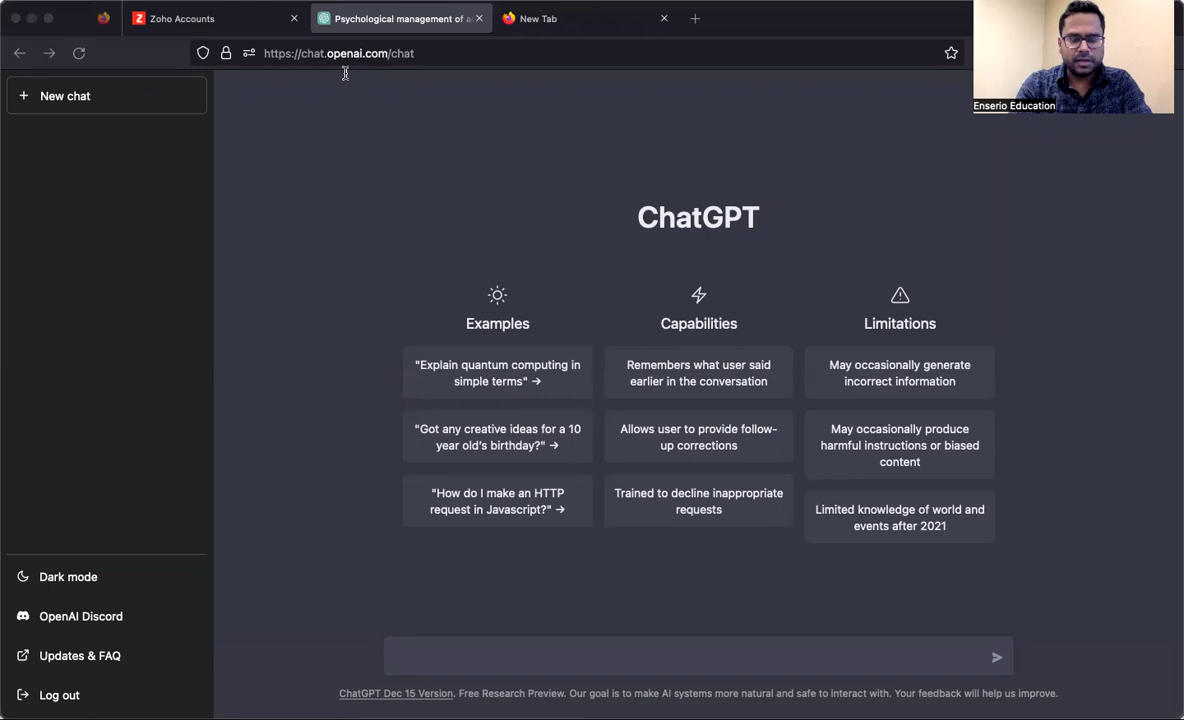 Zoho Accounts
Psychological management of a
New Tab
https://chat.openai.com/chat
Enserio Education
New chat
ChatGPT
Examples
Capabilities
Limitations
"Explain quantum computing in
simple terms" →
Remembers what user said
earlier in the conversation
May occasionally generate
incorrect information
"Got any creative ideas for a 10
year old's birthday?" →
Allows user to provide follow-
up corrections
May occasionally produce
harmful instructions or biased
content
"How do I make an HTTP
request in Javascript?" →
Trained to decline inappropriate
requests
Limited knowledge of world and
events after 2021
Dark mode
OpenAI Discord
Updates & FAQ
Log out
ChatGPT Dec 15 Version. Free Research Preview. Our goal is to make AI systems more natural and safe to interact with. Your feedback will help us improve.